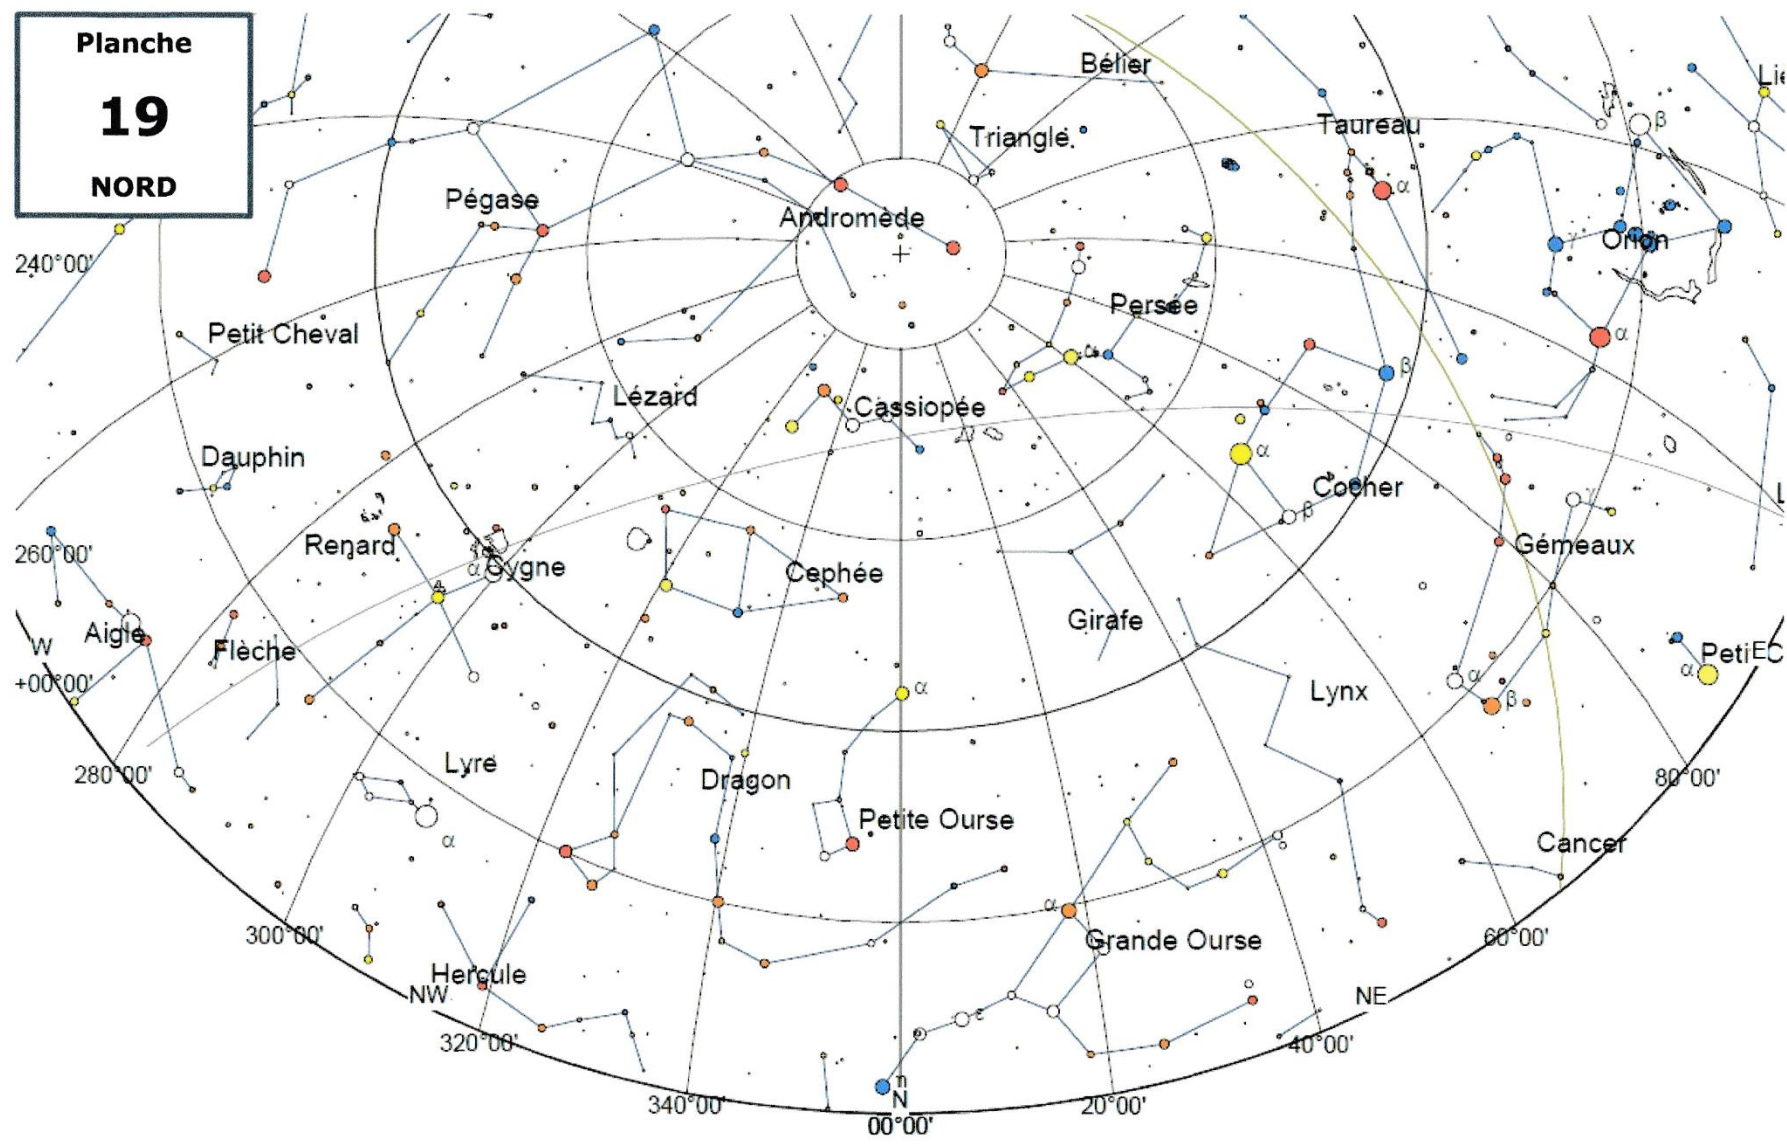 Planche
19
NORD
Bélier
Lie
Triangle
Taureau
β
α
Pégase
Andromède
Orion
γ
240°00'
Persée
Petit Cheval
α
α
β
Lézard
Cassiopée
Dauphin
α
Cocher
β
γ
Renard
Gémeaux
260°00'
α Cygne
Cephée
Girafe
Aigle
W
Flèche
α
Peti
E
C
+00°00'
α
α
β
Lynx
Lyre
280°00'
Dragon
80°00'
Petite Ourse
α
Cancer
α
300°00'
Grande Ourse
60°00'
Hercule
NW
NE
ε
320°00'
40°00'
η
340°00'
N
20°00'
00°00'